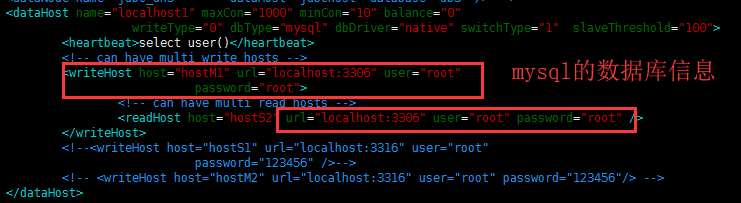 <dataHost name="localhost1" maxCon="1000" minCon="10" balance="0"
writeType="0" dbType="mysql" dbDriver="native" switchType="1" slaveThreshold="100">
<heartbeat>select user()</heartbeat>
<!-- can have multi write hosts -->
<writeHost host="hostM1" url="localhost:3306" user="root"
password="root">
mysql的数据库信息
<!-- can have multi read hosts -->
<readHost host="hostS2" url="localhost:3306" user="root" password="root" />
</writeHost>
<!--<writeHost host="hostS1" url="localhost:3316" user="root"
password="123456" />-->
<!-- <writeHost host="hostM2" url="localhost:3316" user="root" password="123456"/> -->
</dataHost>